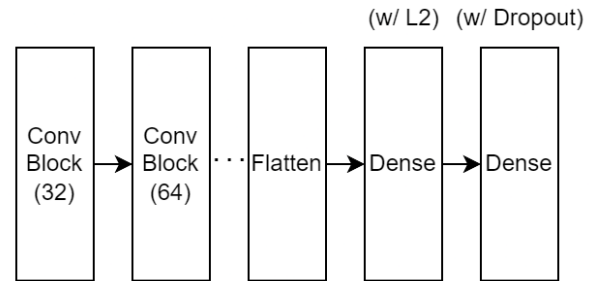 (w/ L2)
(w/ Dropout)
Conv
Block
(32)
Conv
Block
(64)
. . .
Flatten
Dense
Dense